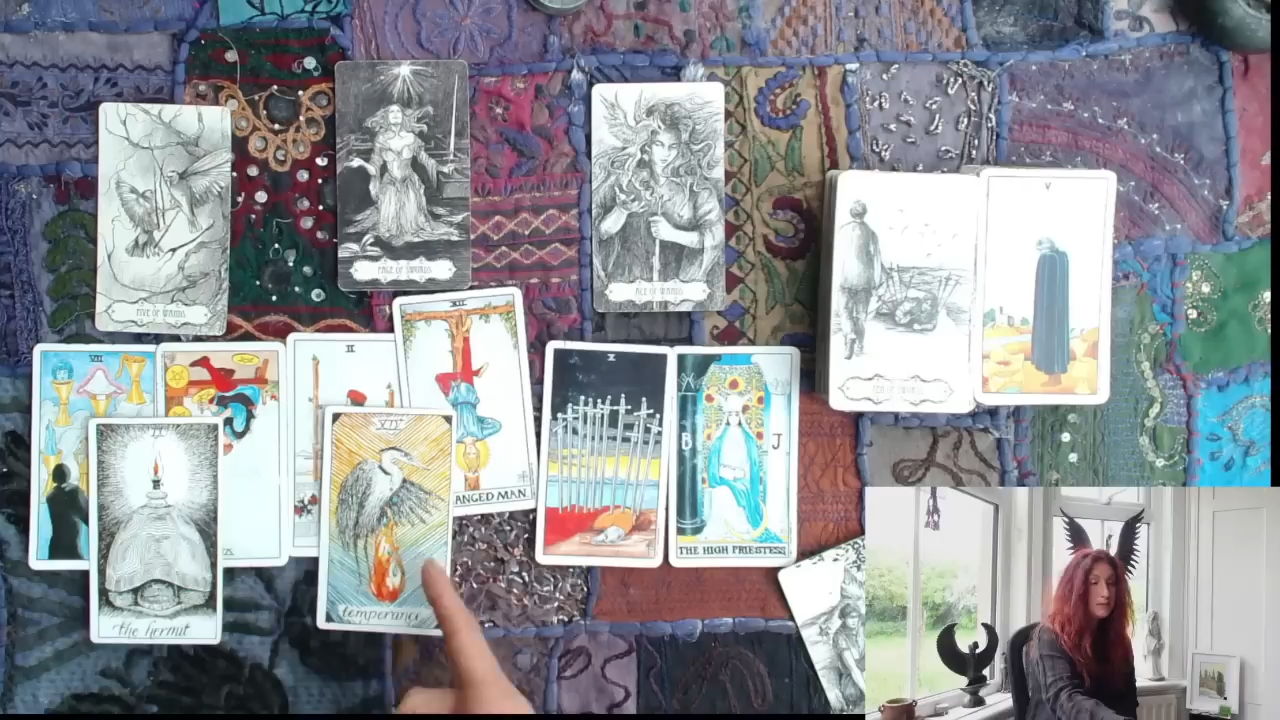 FIVE OF WANDS
PAGE OF SWORDS
ACE OF WANDS
V
VII
II
XII
HANGED MAN.
X
B
J
THE HIGH PRIESTESS
the hermit
XIV
temperance